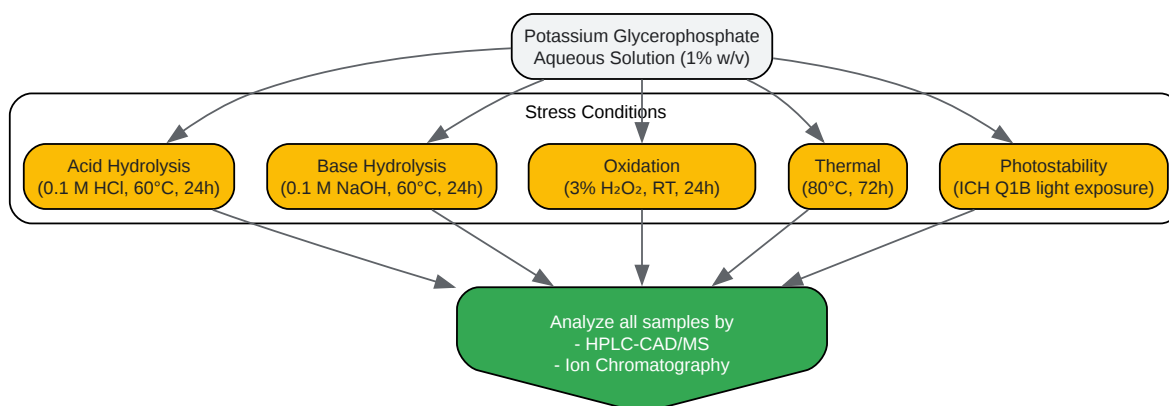 Potassium Glycerophosphate
Aqueous Solution (1% w/v)
Stress Conditions
Acid Hydrolysis
(0.1 M HCl, 60°C, 24h)
Base Hydrolysis
(0.1 M NaOH, 60°C, 24h)
Oxidation
(3% H₂O₂, RT, 24h)
Thermal
(80°C, 72h)
Photostability
(ICH Q1B light exposure)
Analyze all samples by
- HPLC-CAD/MS
- Ion Chromatography